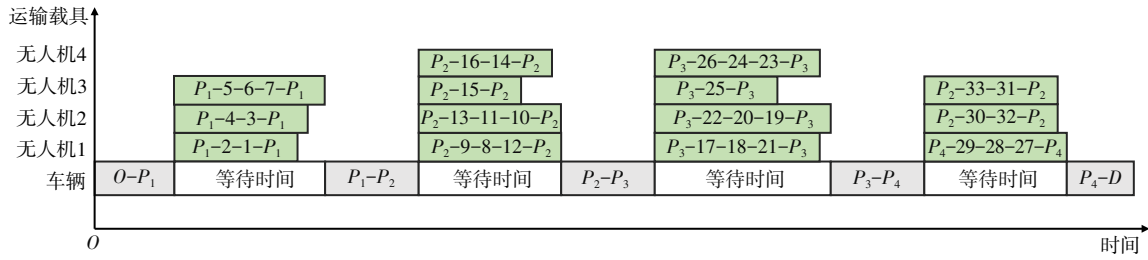 运输载具
无人机4 P₂-16-14-P₂ P₃-26-24-23-P₃
无人机3 P₁-5-6-7-P₁ P₂-15-P₂ P₃-25-P₃ P₂-33-31-P₂
无人机2 P₁-4-3-P₁ P₂-13-11-10-P₂ P₃-22-20-19-P₃ P₂-30-32-P₂
无人机1 P₁-2-1-P₁ P₂-9-8-12-P₂ P₃-17-18-21-P₃ P₄-29-28-27-P₄
车辆 O-P₁ 等待时间 P₁-P₂ 等待时间 P₂-P₃ 等待时间 P₃-P₄ 等待时间 P₄-D
O 时间